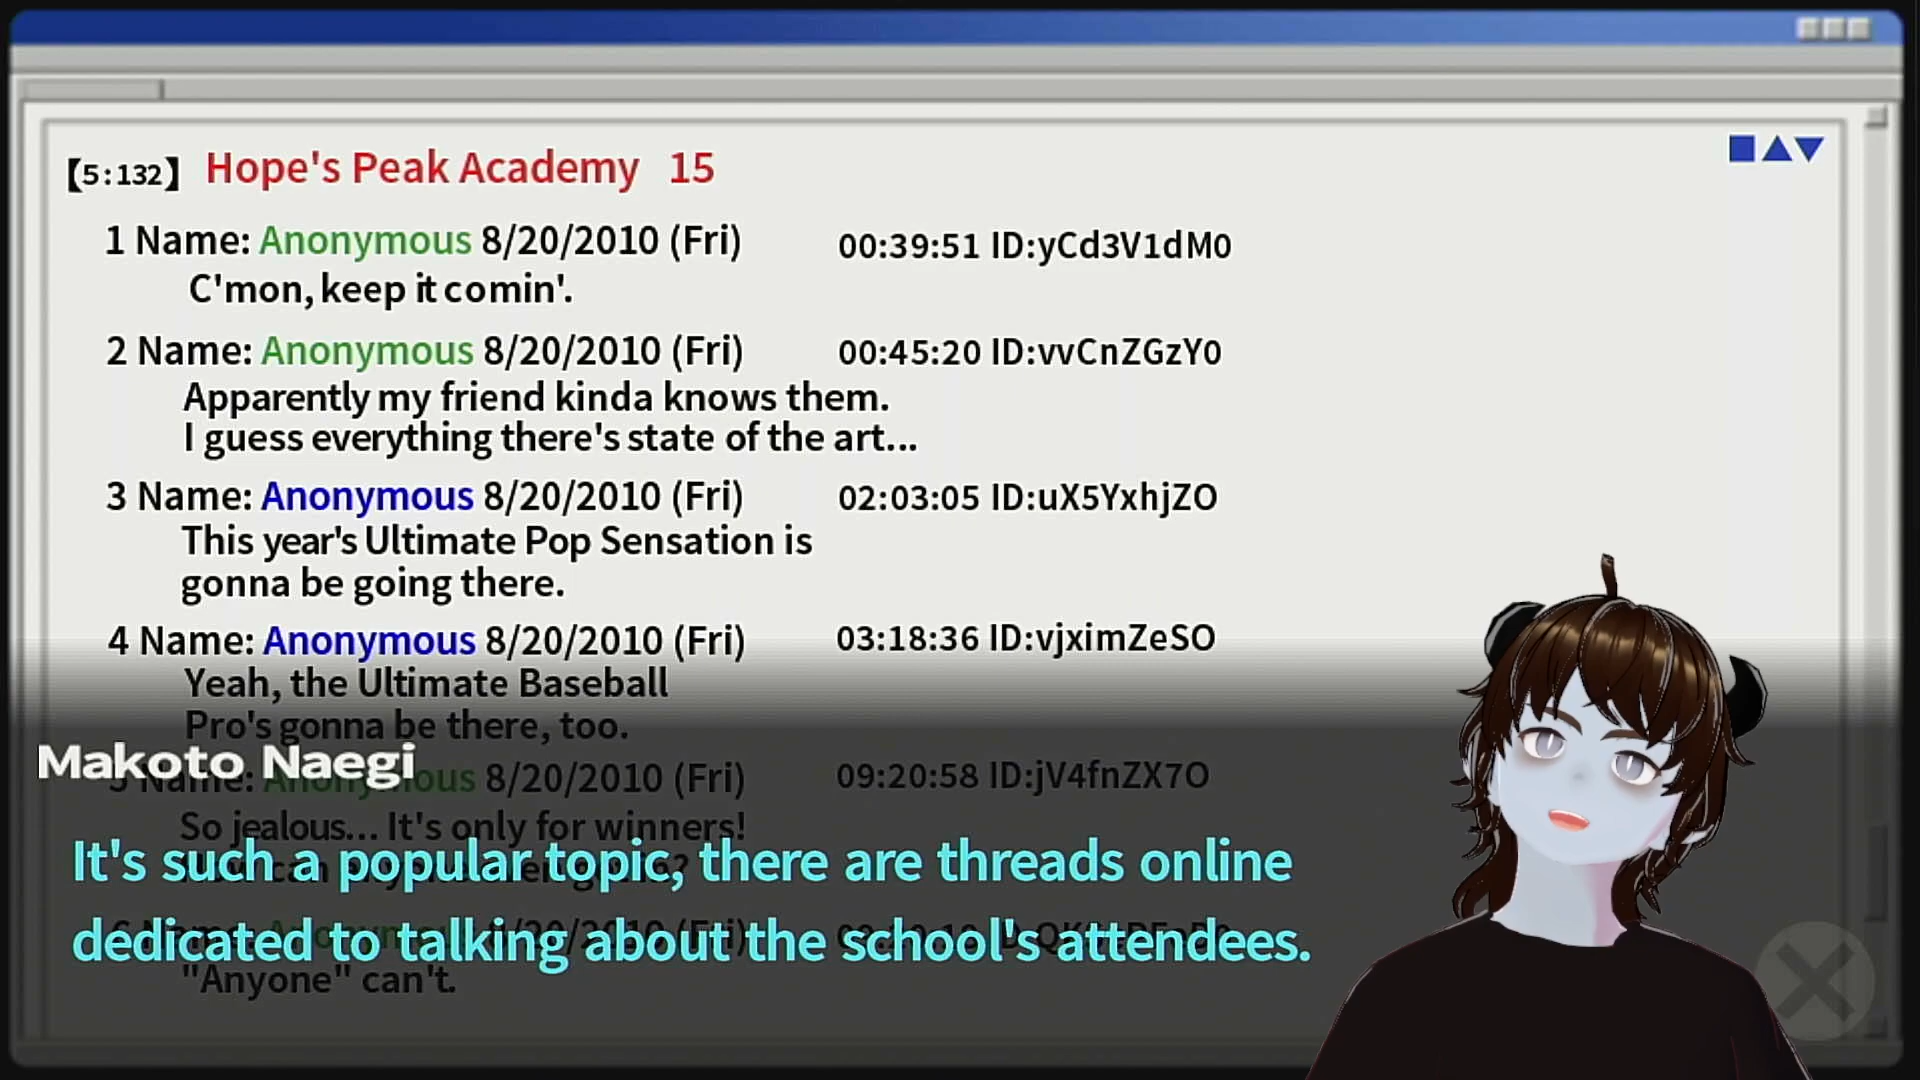 【5:132】 Hope's Peak Academy 15
1 Name: Anonymous 8/20/2010 (Fri) 00:39:51 ID:yCd3V1dM0
C'mon, keep it comin'.
2 Name: Anonymous 8/20/2010 (Fri) 00:45:20 ID:vvCnZGzY0
Apparently my friend kinda knows them.
I guess everything there's state of the art...
3 Name: Anonymous 8/20/2010 (Fri) 02:03:05 ID:uX5YxhjZO
This year's Ultimate Pop Sensation is
gonna be going there.
4 Name: Anonymous 8/20/2010 (Fri) 03:18:36 ID:vjximZeSO
Yeah, the Ultimate Baseball
Pro's gonna be there, too.
Makoto Naegi
5 Name: Anonymous 8/20/2010 (Fri) 09:20:58 ID:jV4fnZX7O
So jealous... It's only for winners!
It's such a popular topic, there are threads online
dedicated to talking about the school's attendees.
"Anyone" can't.